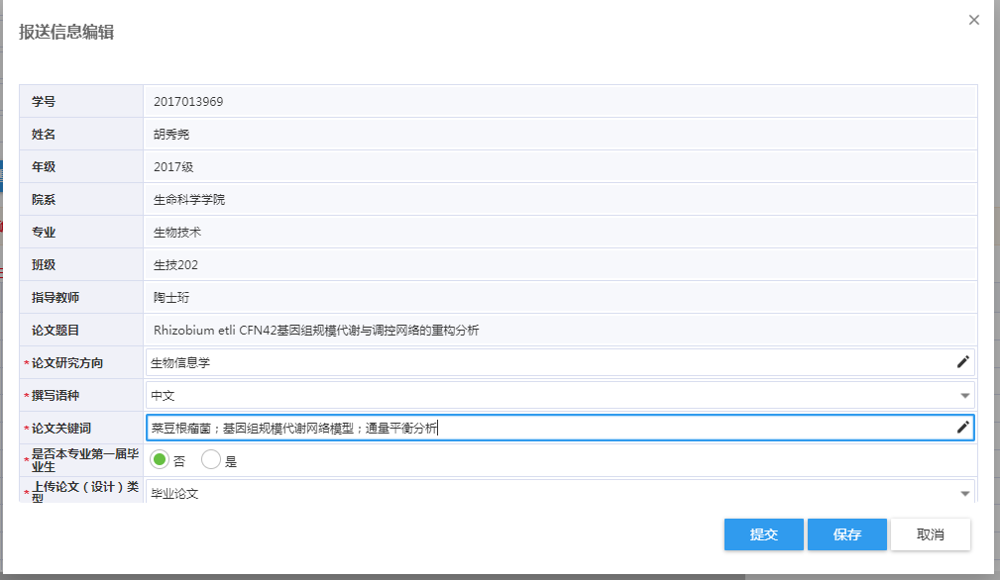 报送信息编辑
学号 2017013969
姓名 胡秀尧
年级 2017级
院系 生命科学学院
专业 生物技术
班级 生技202
指导教师 陶士珩
论文题目 Rhizobium etli CFN42基因组规模代谢与调控网络的重构分析
*论文研究方向 生物信息学
*撰写语种 中文
*论文关键词 菜豆根瘤菌；基因组规模代谢网络模型；通量平衡分析
*是否本专业第一届毕
业生 否 是
*上传论文（设计）类
型 毕业论文
提交 保存 取消